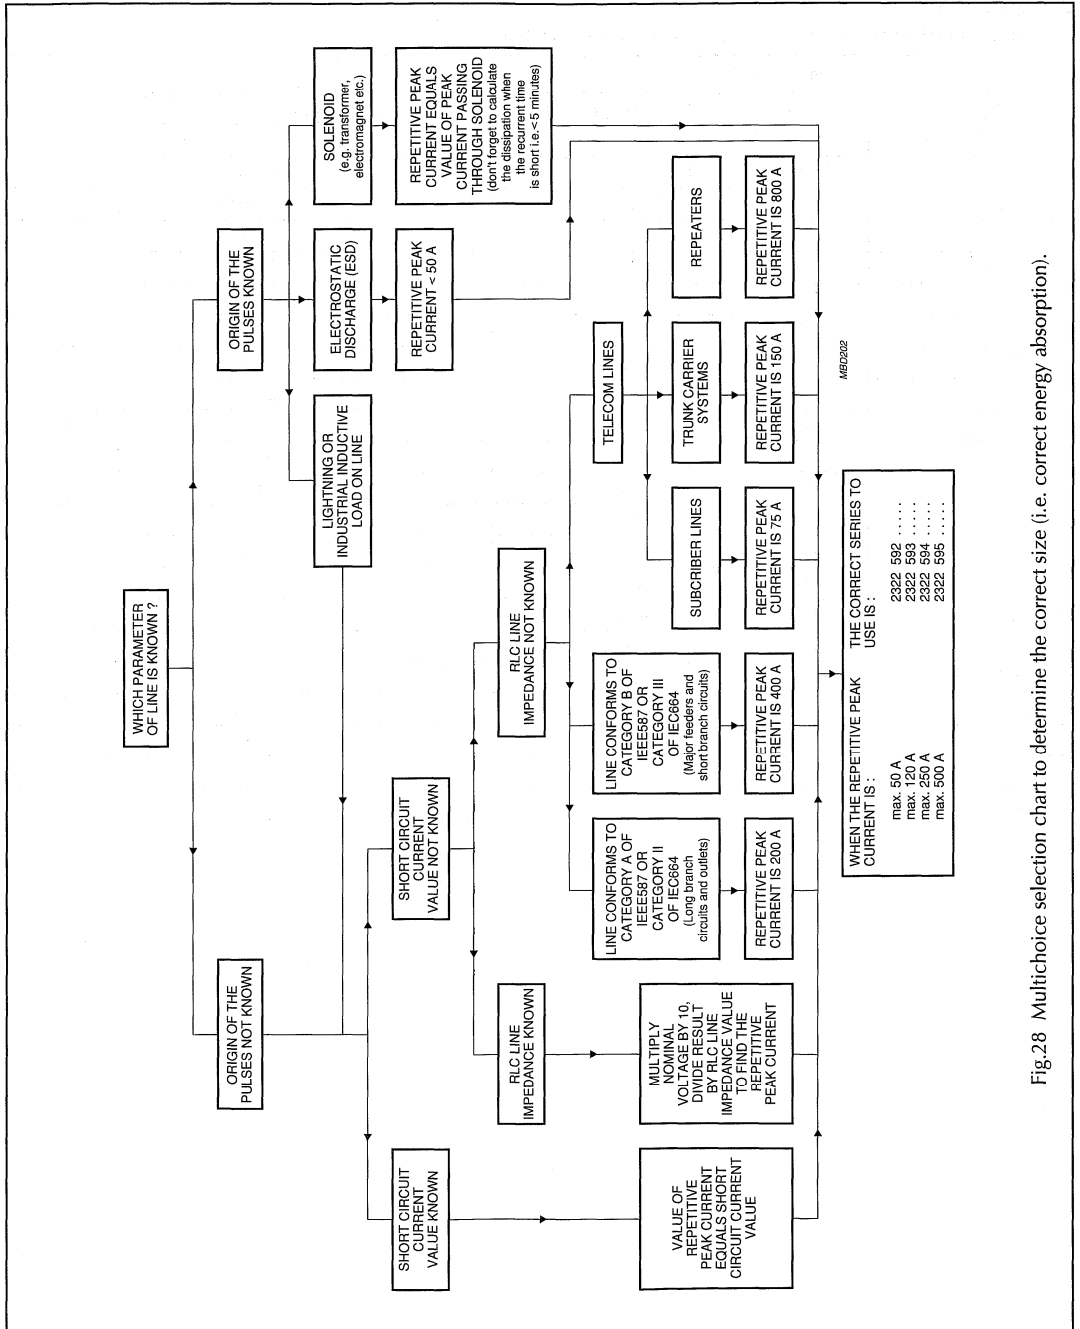 WHICH PARAMETER
OF LINE IS KNOWN ?
ORIGIN OF THE
PULSES NOT KNOWN
ORIGIN OF THE
PULSES KNOWN
LIGHTNING OR
INDUSTRIAL INDUCTIVE
LOAD ON LINE
ELECTROSTATIC
DISCHARGE (ESD)
SOLENOID
(e.g. transformer,
electromagnet etc.)
SHORT CIRCUIT
CURRENT
VALUE KNOWN
SHORT CIRCUIT
CURRENT
VALUE NOT KNOWN
REPETITIVE PEAK
CURRENT < 50 A
REPETITIVE PEAK
CURRENT EQUALS
VALUE OF PEAK
CURRENT PASSING
THROUGH SOLENOID
(don't forget to calculate
the dissipation when
the recurrent time
is short i.e.<5 minutes)
RLC LINE
IMPEDANCE KNOWN
RLC LINE
IMPEDANCE NOT KNOWN
LINE CONFORMS TO
CATEGORY A OF
IEEE587 OR
CATEGORY II
OF IEC664
(Long branch
circuits and outlets)
LINE CONFORMS TO
CATEGORY B OF
IEEE587 OR
CATEGORY III
OF IEC664
(Major feeders and
short branch circuits)
TELECOM LINES
SUBCRIBER LINES
TRUNK CARRIER
SYSTEMS
REPEATERS
VALUE OF
REPETITIVE
PEAK CURRENT
EQUALS SHORT
CIRCUIT CURRENT
VALUE
MULTIPLY
NOMINAL
VOLTAGE BY 10,
DIVIDE RESULT
BY RLC LINE
IMPEDANCE VALUE
TO FIND THE
REPETITIVE
PEAK CURRENT
REPETITIVE PEAK
CURRENT IS 200 A
REPETITIVE PEAK
CURRENT IS 400 A
REPETITIVE PEAK
CURRENT IS 75 A
REPETITIVE PEAK
CURRENT IS 150 A
REPETITIVE PEAK
CURRENT IS 800 A
WHEN THE REPETITIVE PEAK THE CORRECT SERIES TO
CURRENT IS : USE IS :
max. 50 A 2322 592 . . . . .
max. 120 A 2322 593 . . . . .
max. 250 A 2322 594 . . . . .
max. 500 A 2322 595 . . . . .
MBD202
Fig.28 Multichoice selection chart to determine the correct size (i.e. correct energy absorption).